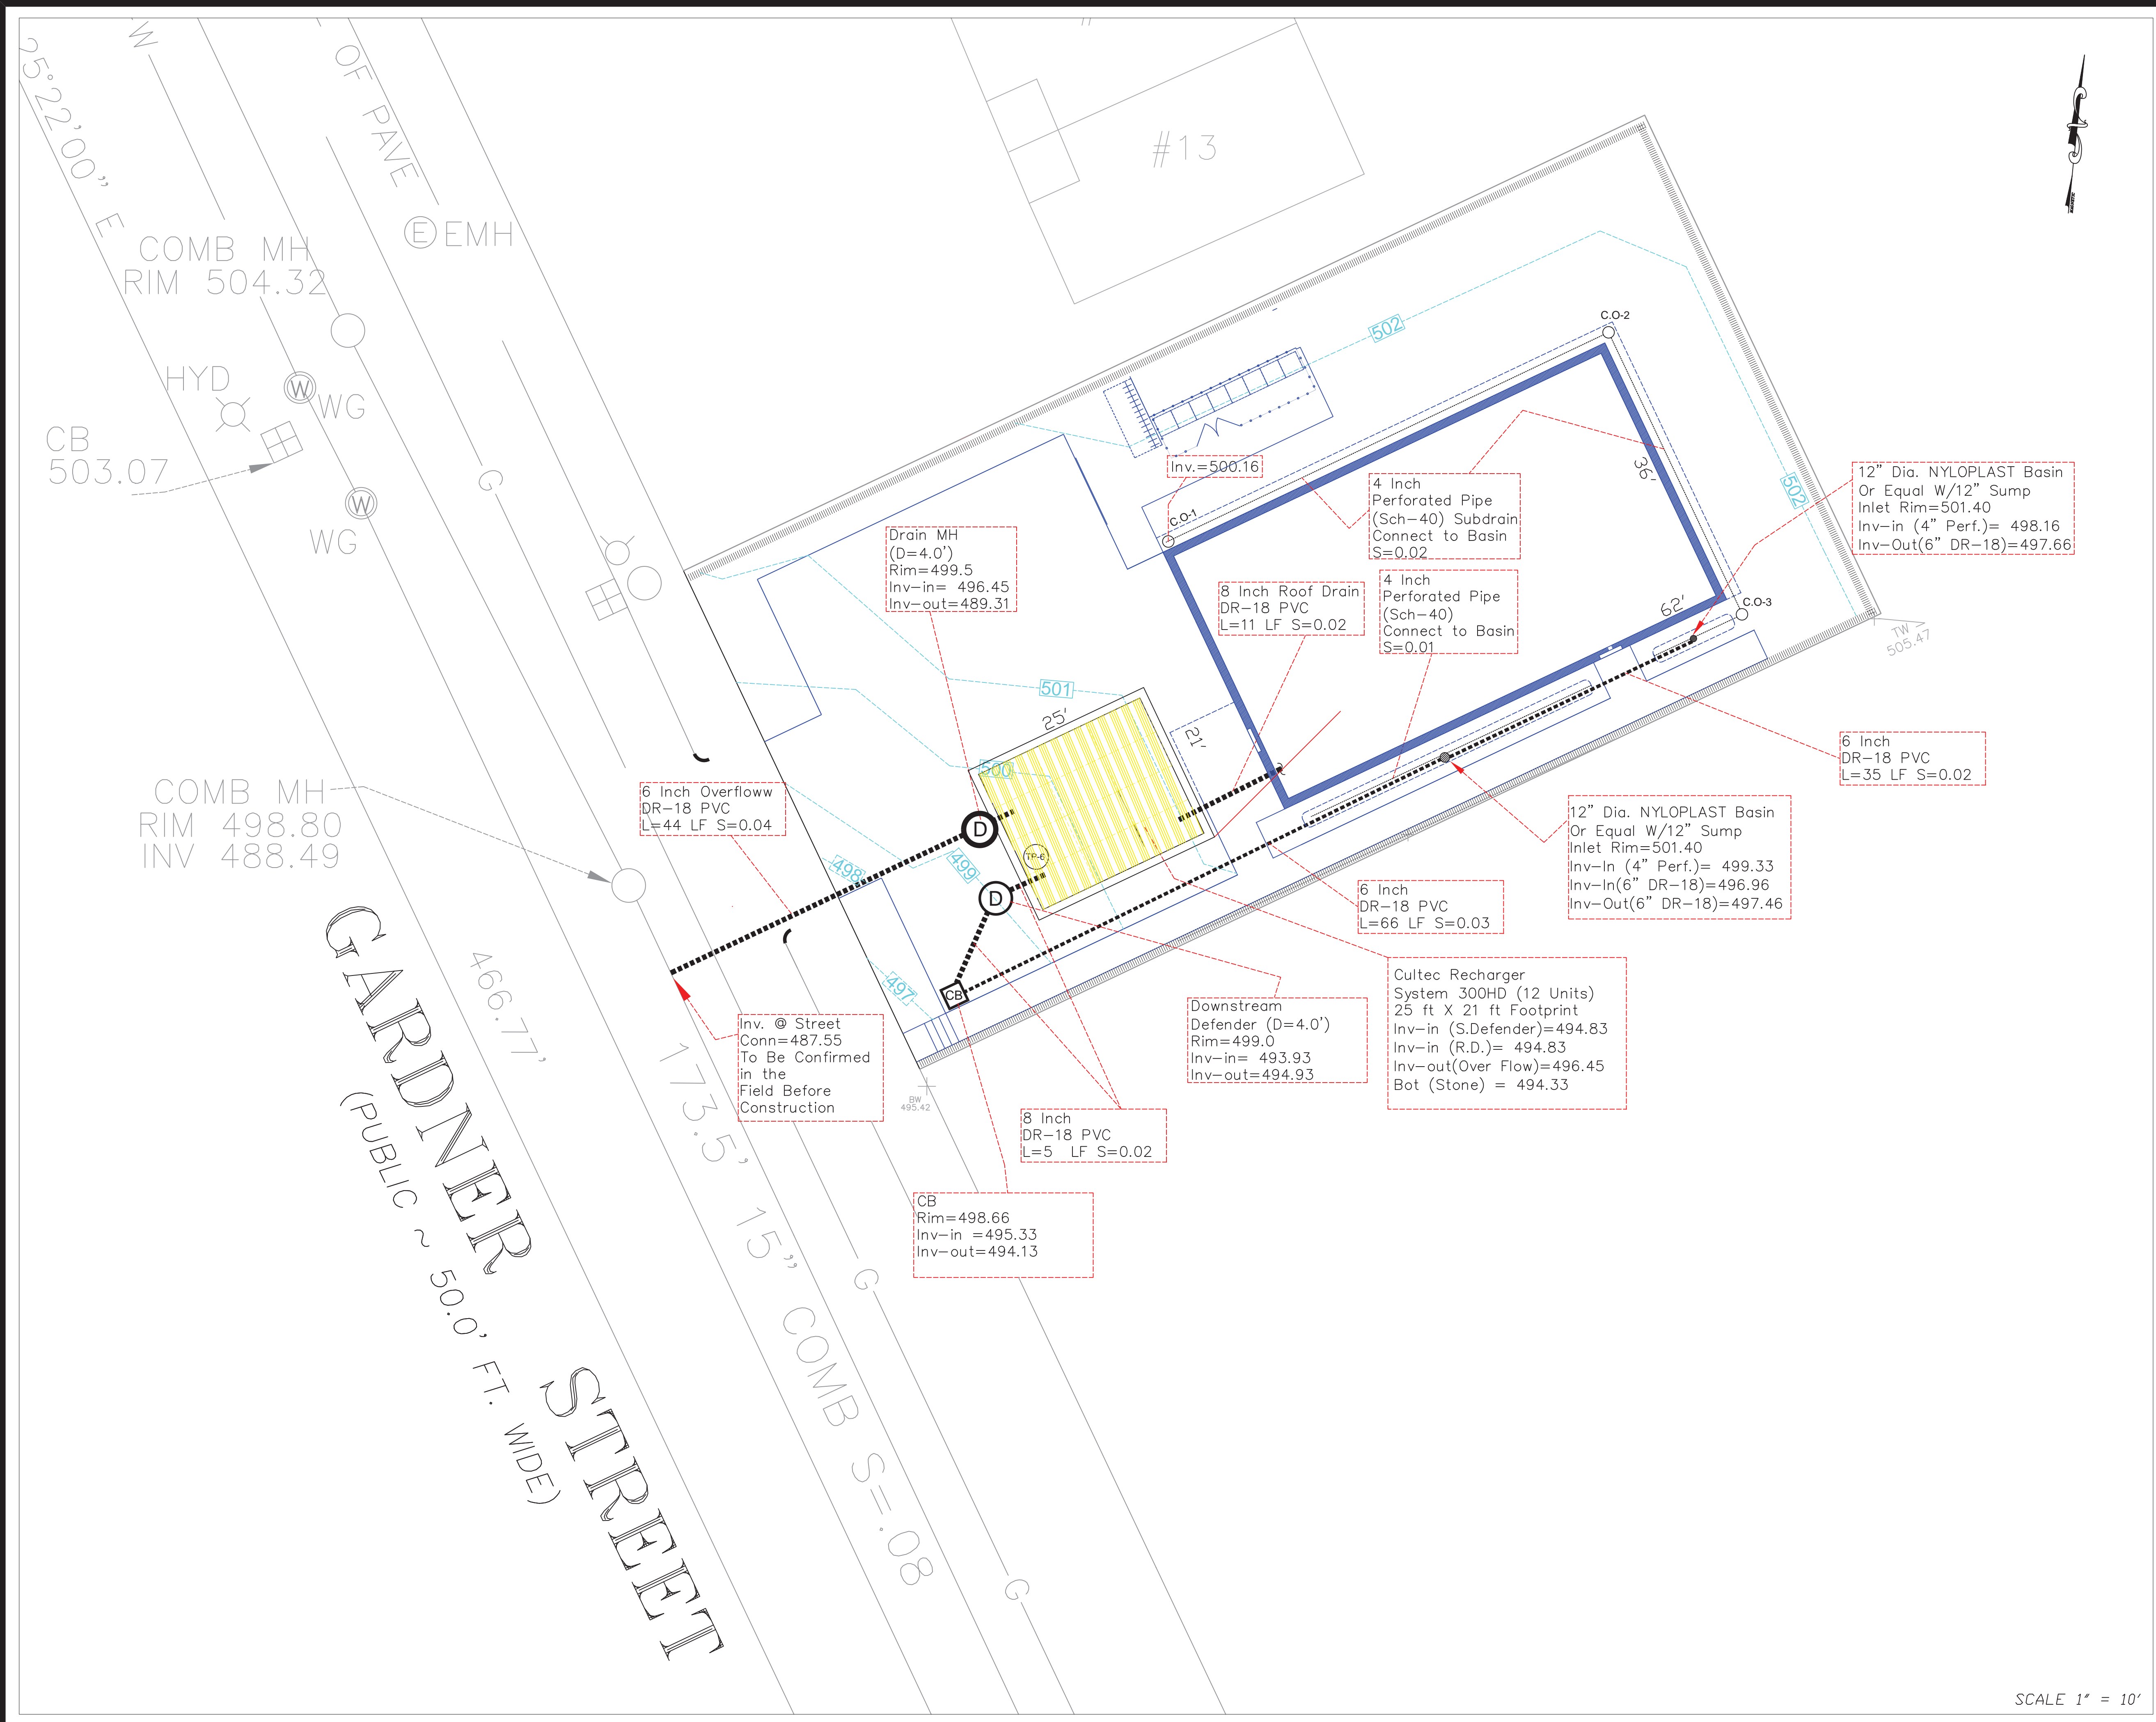 25°22'00" E
W
OF PAVE
E EMH
#13
COMB MH
RIM 504.32
HYD
W
WG
CB
503.07
W
WG
G
COMB MH
RIM 498.80
INV 488.49
GARDNER STREET
(PUBLIC ~ 50.0' FT. WIDE)
466.77'
173.5' 15" COMB S=.08
G
G
502
502
501
500
499
498
497
C.O-1
C.O-2
C.O-3
36'
62'
25'
21'
TW
505.47
BW
495.42
TP-6
D
D
CB
Inv.=500.16
4 Inch
Perforated Pipe
(Sch-40) Subdrain
Connect to Basin
S=0.02
12" Dia. NYLOPLAST Basin
Or Equal W/12" Sump
Inlet Rim=501.40
Inv-in (4" Perf.)= 498.16
Inv-Out(6" DR-18)=497.66
Drain MH
(D=4.0')
Rim=499.5
Inv-in= 496.45
Inv-out=489.31
8 Inch Roof Drain
DR-18 PVC
L=11 LF S=0.02
4 Inch
Perforated Pipe
(Sch-40)
Connect to Basin
S=0.01
6 Inch
DR-18 PVC
L=35 LF S=0.02
6 Inch Overfloww
DR-18 PVC
L=44 LF S=0.04
12" Dia. NYLOPLAST Basin
Or Equal W/12" Sump
Inlet Rim=501.40
Inv-In (4" Perf.)= 499.33
Inv-In(6" DR-18)=496.96
Inv-Out(6" DR-18)=497.46
6 Inch
DR-18 PVC
L=66 LF S=0.03
Cultec Recharger
System 300HD (12 Units)
25 ft X 21 ft Footprint
Inv-in (S.Defender)=494.83
Inv-in (R.D.)= 494.83
Inv-out(Over Flow)=496.45
Bot (Stone) = 494.33
Downstream
Defender (D=4.0')
Rim=499.0
Inv-in= 493.93
Inv-out=494.93
Inv. @ Street
Conn=487.55
To Be Confirmed
in the
Field Before
Construction
8 Inch
DR-18 PVC
L=5 LF S=0.02
CB
Rim=498.66
Inv-in =495.33
Inv-out=494.13
SCALE 1" = 10'